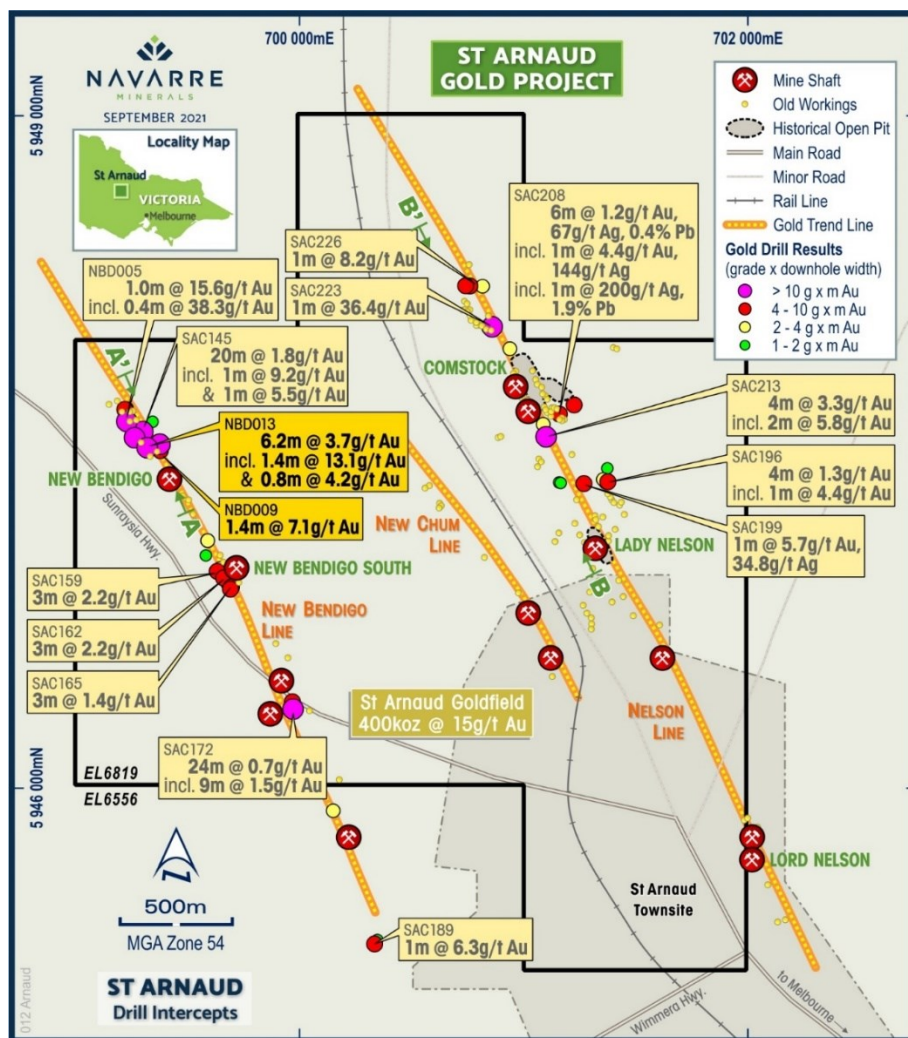 700 000mE
702 000mE
5 949 000mN
5 946 000mN
NAVARRE
MINERALS
SEPTEMBER 2021
Locality Map
St Arnaud
VICTORIA
Melbourne
ST ARNAUD
GOLD PROJECT
Mine Shaft
Old Workings
Historical Open Pit
Main Road
Minor Road
Rail Line
Gold Trend Line
Gold Drill Results
(grade x downhole width)
> 10 g x m Au
4 - 10 g x m Au
2 - 4 g x m Au
1 - 2 g x m Au
B'
SAC208
6m @ 1.2g/t Au,
67g/t Ag, 0.4% Pb
incl. 1m @ 4.4g/t Au,
144g/t Ag
incl. 1m @ 200g/t Ag,
1.9% Pb
SAC226
1m @ 8.2g/t Au
SAC223
1m @ 36.4g/t Au
NBD005
1.0m @ 15.6g/t Au
incl. 0.4m @ 38.3g/t Au
SAC145
20m @ 1.8g/t Au
incl. 1m @ 9.2g/t Au
& 1m @ 5.5g/t Au
A'
COMSTOCK
SAC213
4m @ 3.3g/t Au
incl. 2m @ 5.8g/t Au
NBD013
6.2m @ 3.7g/t Au
incl. 1.4m @ 13.1g/t Au
& 0.8m @ 4.2g/t Au
SAC196
4m @ 1.3g/t Au
incl. 1m @ 4.4g/t Au
NEW BENDIGO
A
NBD009
1.4m @ 7.1g/t Au
Sunraysia Hwy.
NEW CHUM
LINE
SAC199
1m @ 5.7g/t Au,
34.8g/t Ag
LADY NELSON
B
NEW BENDIGO SOUTH
SAC159
3m @ 2.2g/t Au
SAC162
3m @ 2.2g/t Au
SAC165
3m @ 1.4g/t Au
NEW BENDIGO
LINE
St Arnaud Goldfield
400koz @ 15g/t Au
NELSON
LINE
SAC172
24m @ 0.7g/t Au
incl. 9m @ 1.5g/t Au
EL6819
EL6556
LORD NELSON
500m
MGA Zone 54
St Arnaud
Townsite
SAC189
1m @ 6.3g/t Au
ST ARNAUD
Drill Intercepts
Wimmera Hwy.
to Melbourne
012 Arnaud